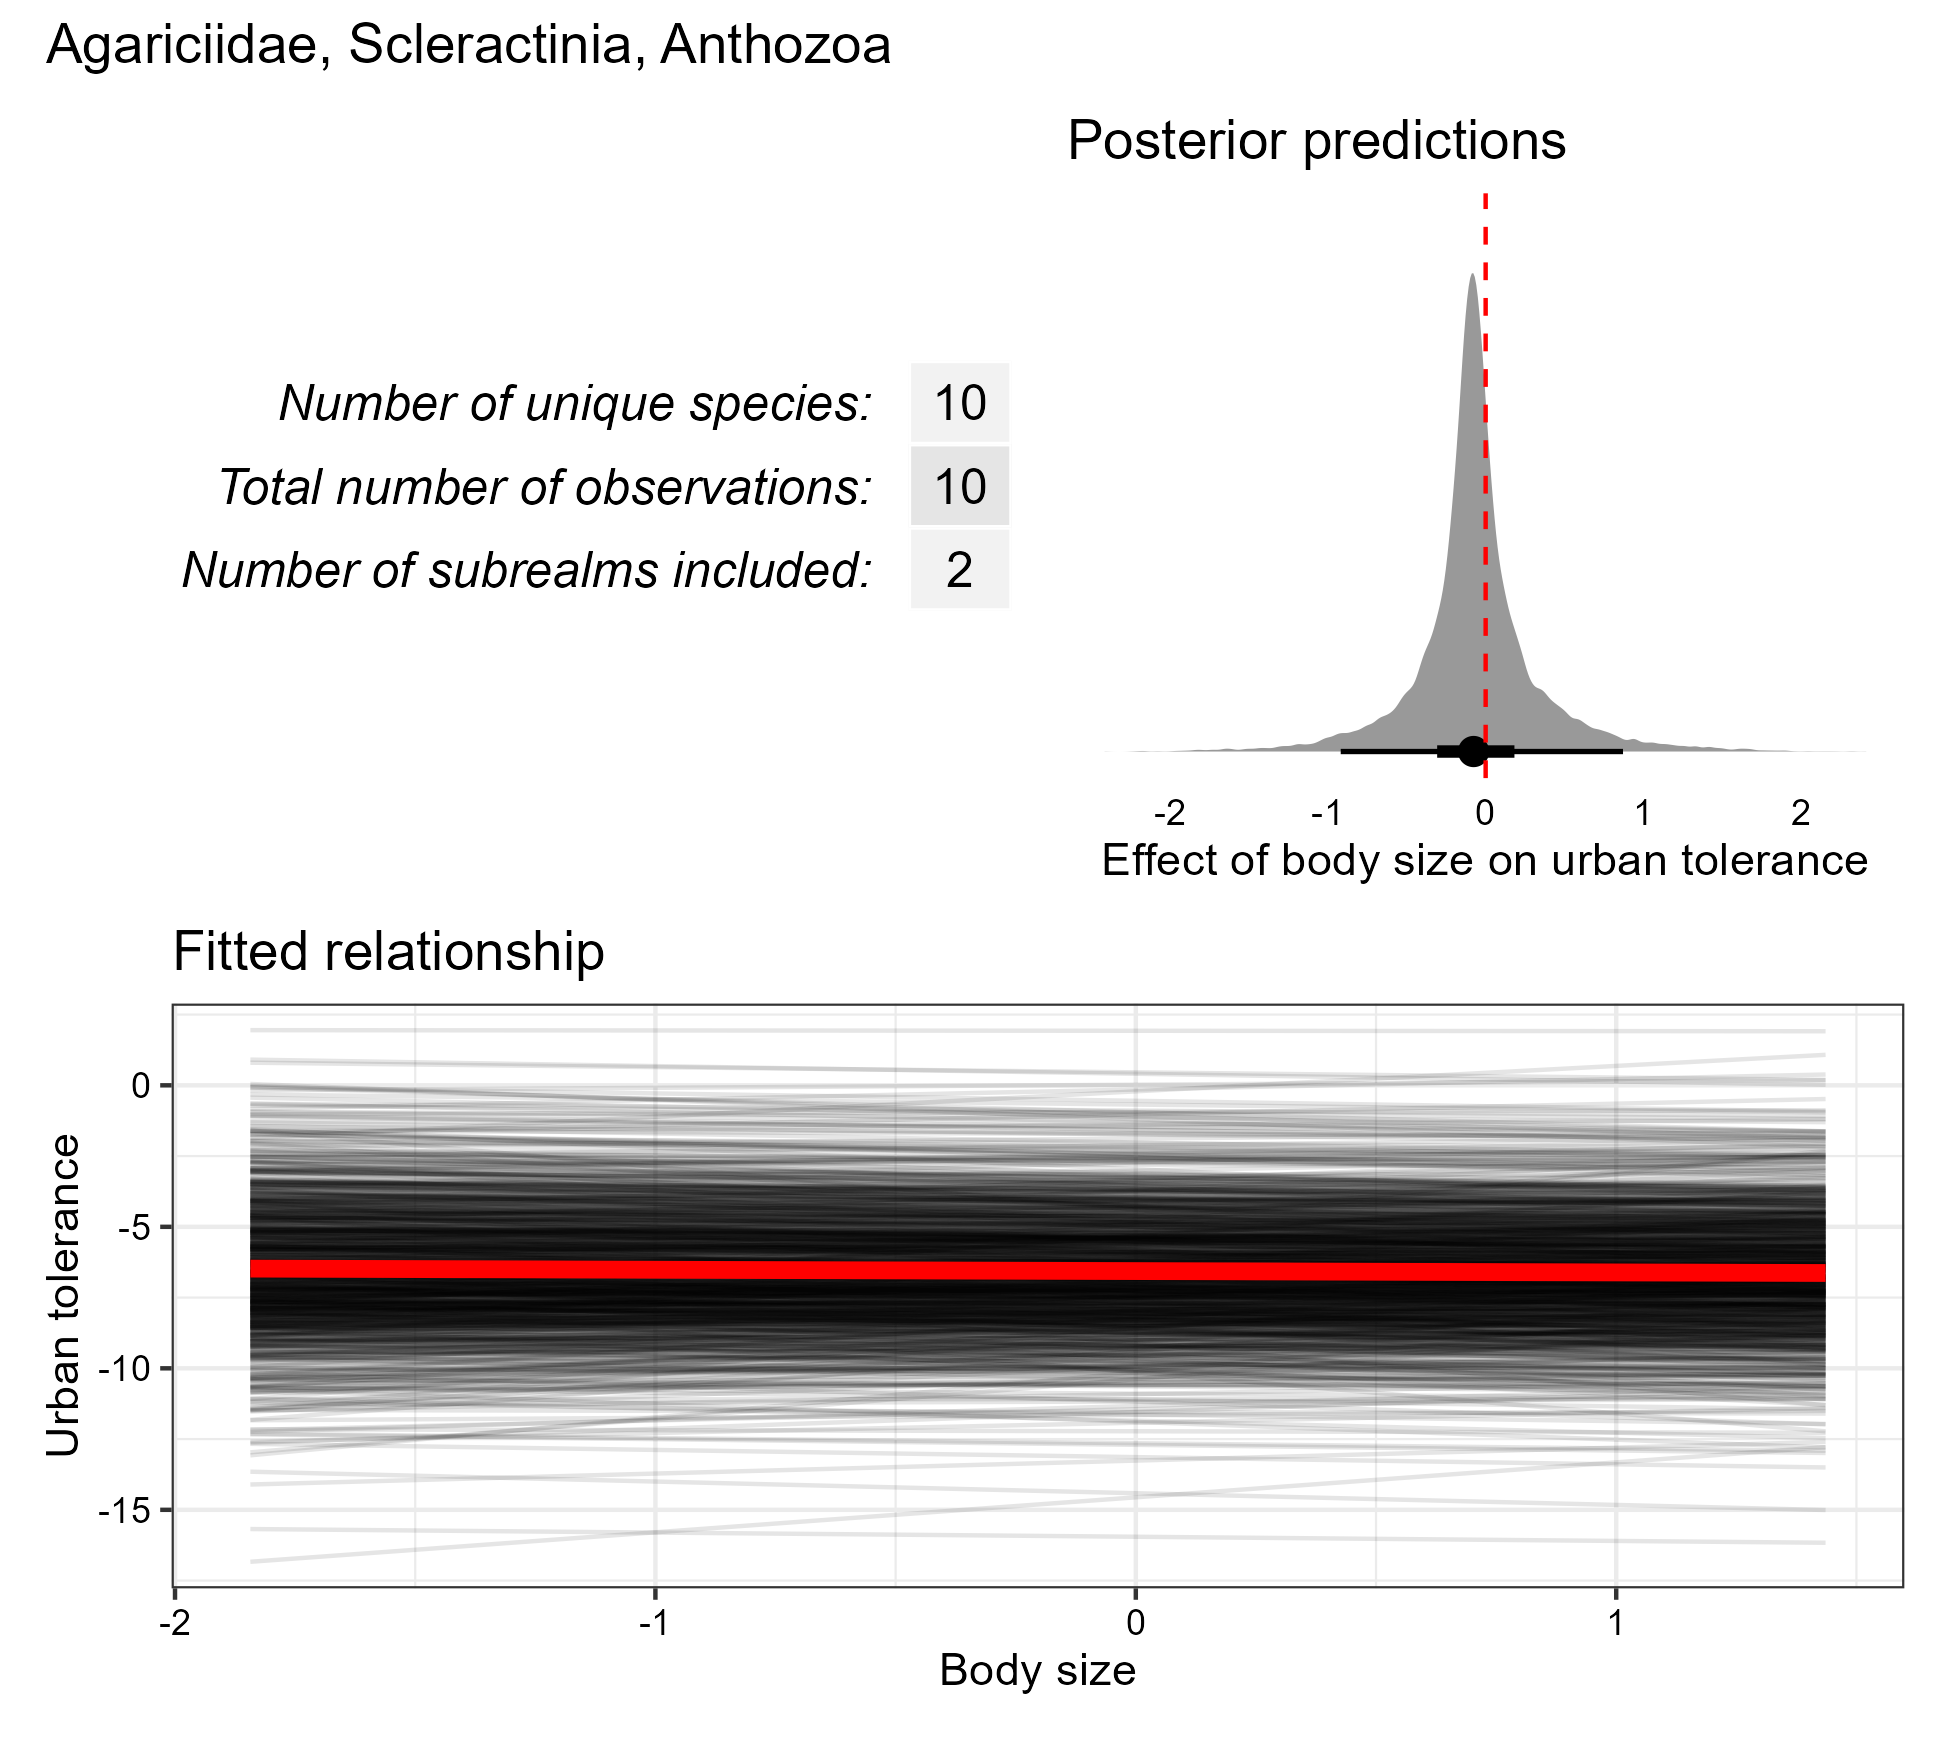 Agariciidae, Scleractinia, Anthozoa
Posterior predictions
Number of unique species: 10
Total number of observations: 10
Number of subrealms included: 2
-2 -1 0 1 2
Effect of body size on urban tolerance
Fitted relationship
Urban tolerance
0
-5
-10
-15
-2 -1 0 1
Body size